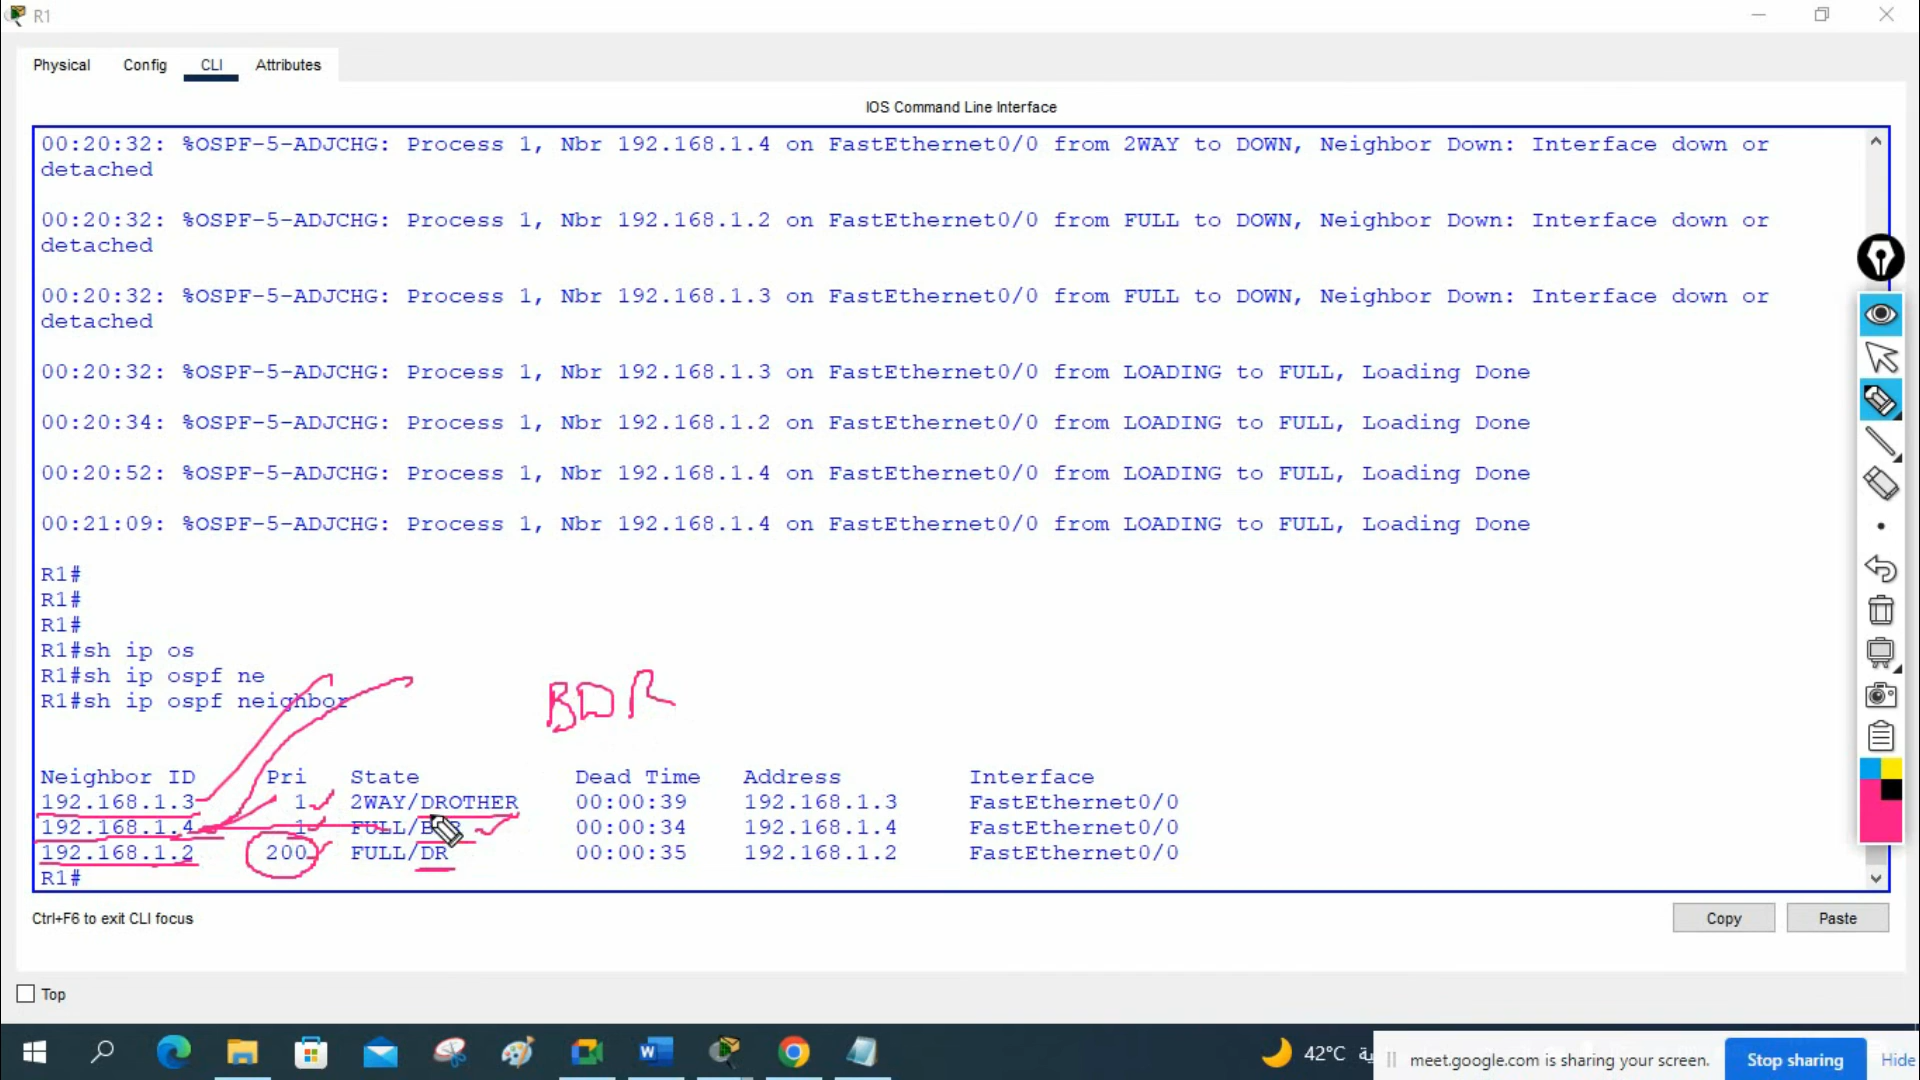 R1
Physical Config CLI Attributes
IOS Command Line Interface
00:20:32: %OSPF-5-ADJCHG: Process 1, Nbr 192.168.1.4 on FastEthernet0/0 from 2WAY to DOWN, Neighbor Down: Interface down or
detached
00:20:32: %OSPF-5-ADJCHG: Process 1, Nbr 192.168.1.2 on FastEthernet0/0 from FULL to DOWN, Neighbor Down: Interface down or
detached
00:20:32: %OSPF-5-ADJCHG: Process 1, Nbr 192.168.1.3 on FastEthernet0/0 from FULL to DOWN, Neighbor Down: Interface down or
detached
00:20:32: %OSPF-5-ADJCHG: Process 1, Nbr 192.168.1.3 on FastEthernet0/0 from LOADING to FULL, Loading Done
00:20:34: %OSPF-5-ADJCHG: Process 1, Nbr 192.168.1.2 on FastEthernet0/0 from LOADING to FULL, Loading Done
00:20:52: %OSPF-5-ADJCHG: Process 1, Nbr 192.168.1.4 on FastEthernet0/0 from LOADING to FULL, Loading Done
00:21:09: %OSPF-5-ADJCHG: Process 1, Nbr 192.168.1.4 on FastEthernet0/0 from LOADING to FULL, Loading Done
R1#
R1#
R1#
R1#sh ip os
R1#sh ip ospf ne
R1#sh ip ospf neighbor
BDR
Neighbor ID Pri State Dead Time Address Interface
192.168.1.3 1 2WAY/DROTHER 00:00:39 192.168.1.3 FastEthernet0/0
192.168.1.4 1 FULL/BDR 00:00:34 192.168.1.4 FastEthernet0/0
192.168.1.2 200 FULL/DR 00:00:35 192.168.1.2 FastEthernet0/0
R1#
Ctrl+F6 to exit CLI focus
Copy Paste
Top
42°C
meet.google.com is sharing your screen. Stop sharing Hide